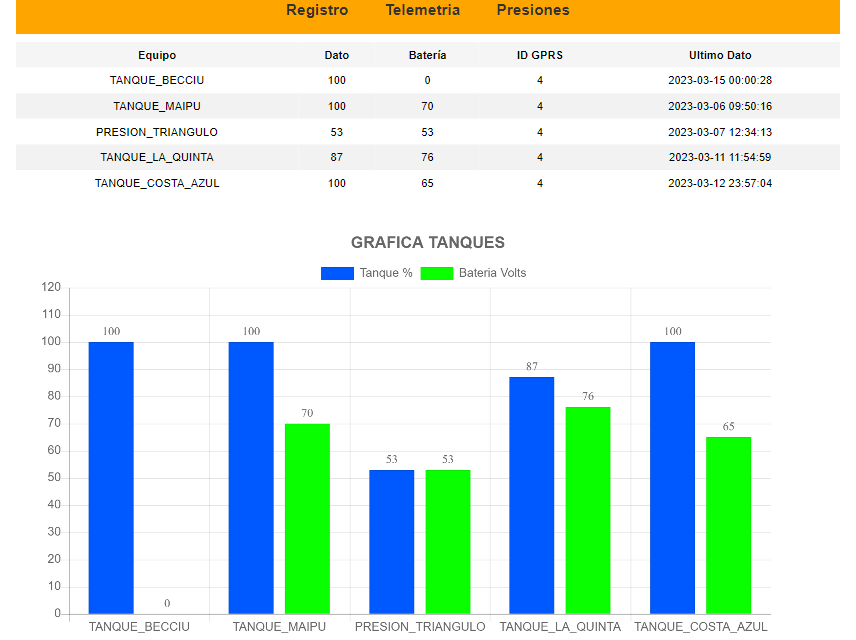 Registro Telemetria Presiones
Equipo Dato Batería ID GPRS Ultimo Dato
TANQUE_BECCIU 100 0 4 2023-03-15 00:00:28
TANQUE_MAIPU 100 70 4 2023-03-06 09:50:16
PRESION_TRIANGULO 53 53 4 2023-03-07 12:34:13
TANQUE_LA_QUINTA 87 76 4 2023-03-11 11:54:59
TANQUE_COSTA_AZUL 100 65 4 2023-03-12 23:57:04
GRAFICA TANQUES
Tanque % Bateria Volts
120
110
100
90
80
70
60
50
40
30
20
10
0
100 0 100 70 53 53 87 76 100 65
TANQUE_BECCIU TANQUE_MAIPU PRESION_TRIANGULO TANQUE_LA_QUINTA TANQUE_COSTA_AZUL